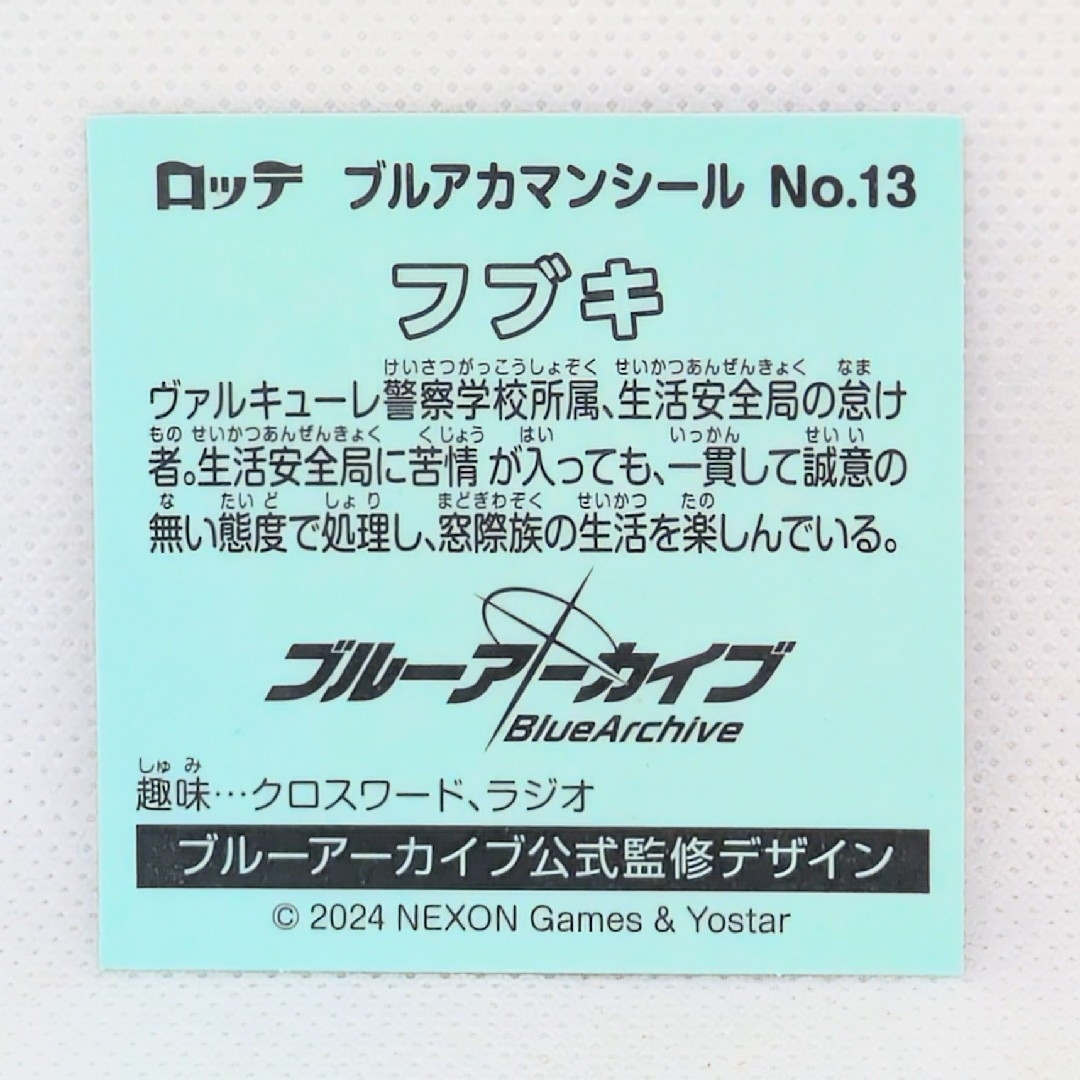 ロッテ ブルアカマンシール No.13
フブキ
けいさつがっこうしょぞく せいかつあんぜんきょく なま
ヴァルキューレ警察学校所属、生活安全局の怠け
もの せいかつあんぜんきょく くじょう はい いっかん せいい
者。生活安全局に苦情が入っても、一貫して誠意の
な たいど しょり まどぎわぞく せいかつ たの
無い態度で処理し、窓際族の生活を楽しんでいる。
ブルーアーカイブ
BlueArchive
しゅみ
趣味…クロスワード、ラジオ
ブルーアーカイブ公式監修デザイン
© 2024 NEXON Games & Yostar